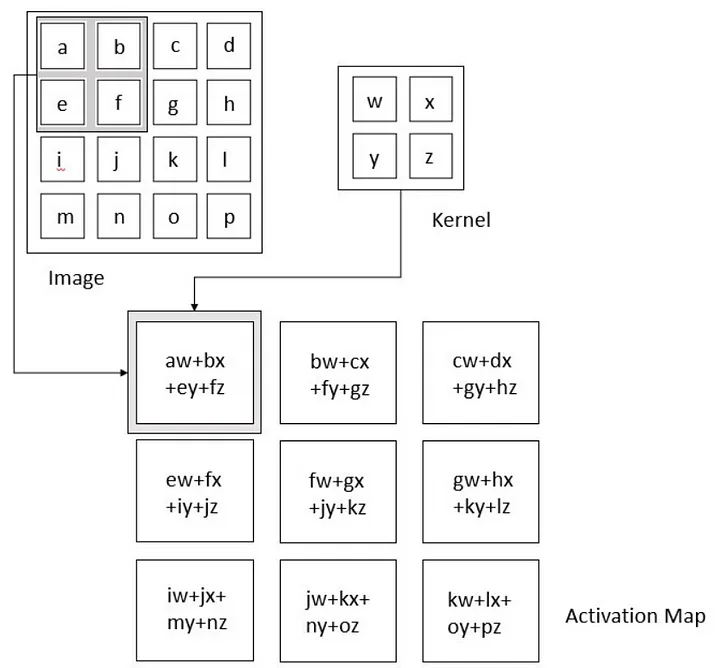 a b c d
e f g h
i j k l
m n o p
Image
w x
y z
Kernel
aw+bx
+ey+fz
bw+cx
+fy+gz
cw+dx
+gy+hz
ew+fx
+iy+jz
fw+gx
+jy+kz
gw+hx
+ky+lz
iw+jx+
my+nz
jw+kx+
ny+oz
kw+lx+
oy+pz
Activation Map